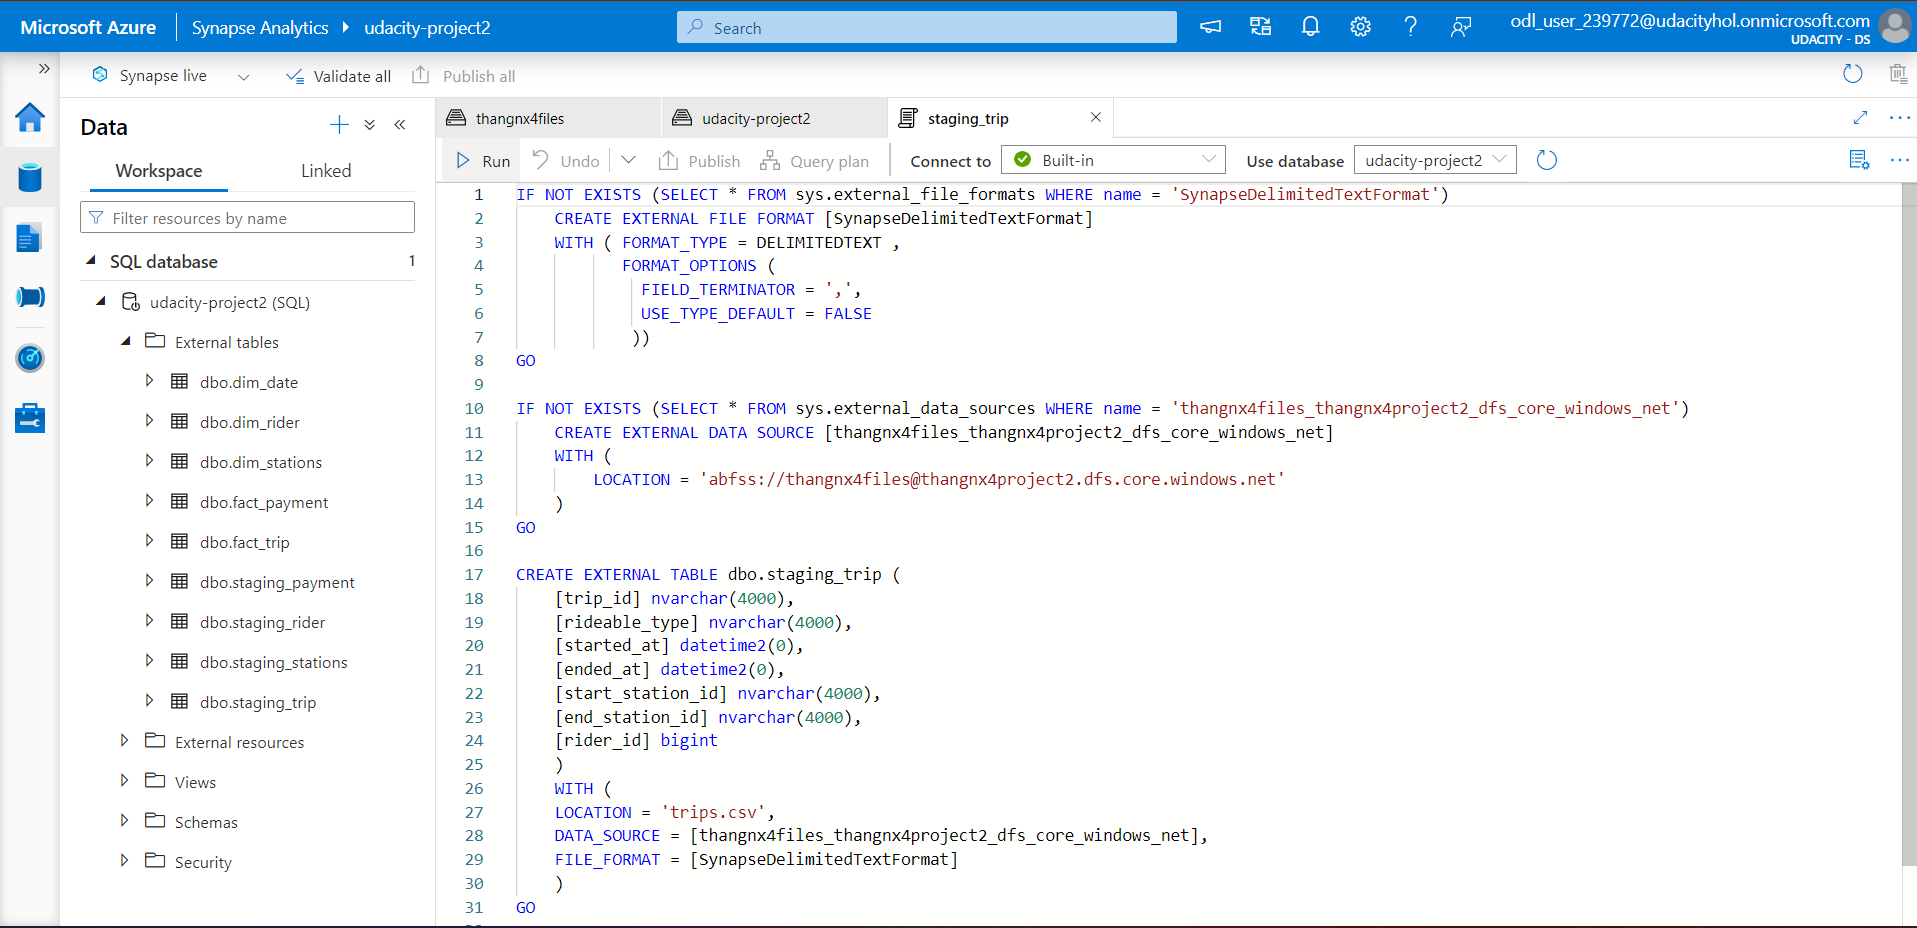 Microsoft Azure
Synapse Analytics
udacity-project2
Search
odl_user_239772@udacityhol.onmicrosoft.com
UDACITY - DS
Synapse live
Validate all
Publish all
Data
Workspace
Linked
Filter resources by name
SQL database
1
udacity-project2 (SQL)
External tables
dbo.dim_date
dbo.dim_rider
dbo.dim_stations
dbo.fact_payment
dbo.fact_trip
dbo.staging_payment
dbo.staging_rider
dbo.staging_stations
dbo.staging_trip
External resources
Views
Schemas
Security
thangnx4files
udacity-project2
staging_trip
Run
Undo
Publish
Query plan
Connect to
Built-in
Use database
udacity-project2
1 IF NOT EXISTS (SELECT * FROM sys.external_file_formats WHERE name = 'SynapseDelimitedTextFormat')
2 CREATE EXTERNAL FILE FORMAT [SynapseDelimitedTextFormat]
3 WITH ( FORMAT_TYPE = DELIMITEDTEXT ,
4 FORMAT_OPTIONS (
5 FIELD_TERMINATOR = ',',
6 USE_TYPE_DEFAULT = FALSE
7 ))
8 GO
9
10 IF NOT EXISTS (SELECT * FROM sys.external_data_sources WHERE name = 'thangnx4files_thangnx4project2_dfs_core_windows_net')
11 CREATE EXTERNAL DATA SOURCE [thangnx4files_thangnx4project2_dfs_core_windows_net]
12 WITH (
13 LOCATION = 'abfss://thangnx4files@thangnx4project2.dfs.core.windows.net'
14 )
15 GO
16
17 CREATE EXTERNAL TABLE dbo.staging_trip (
18 [trip_id] nvarchar(4000),
19 [rideable_type] nvarchar(4000),
20 [started_at] datetime2(0),
21 [ended_at] datetime2(0),
22 [start_station_id] nvarchar(4000),
23 [end_station_id] nvarchar(4000),
24 [rider_id] bigint
25 )
26 WITH (
27 LOCATION = 'trips.csv',
28 DATA_SOURCE = [thangnx4files_thangnx4project2_dfs_core_windows_net],
29 FILE_FORMAT = [SynapseDelimitedTextFormat]
30 )
31 GO